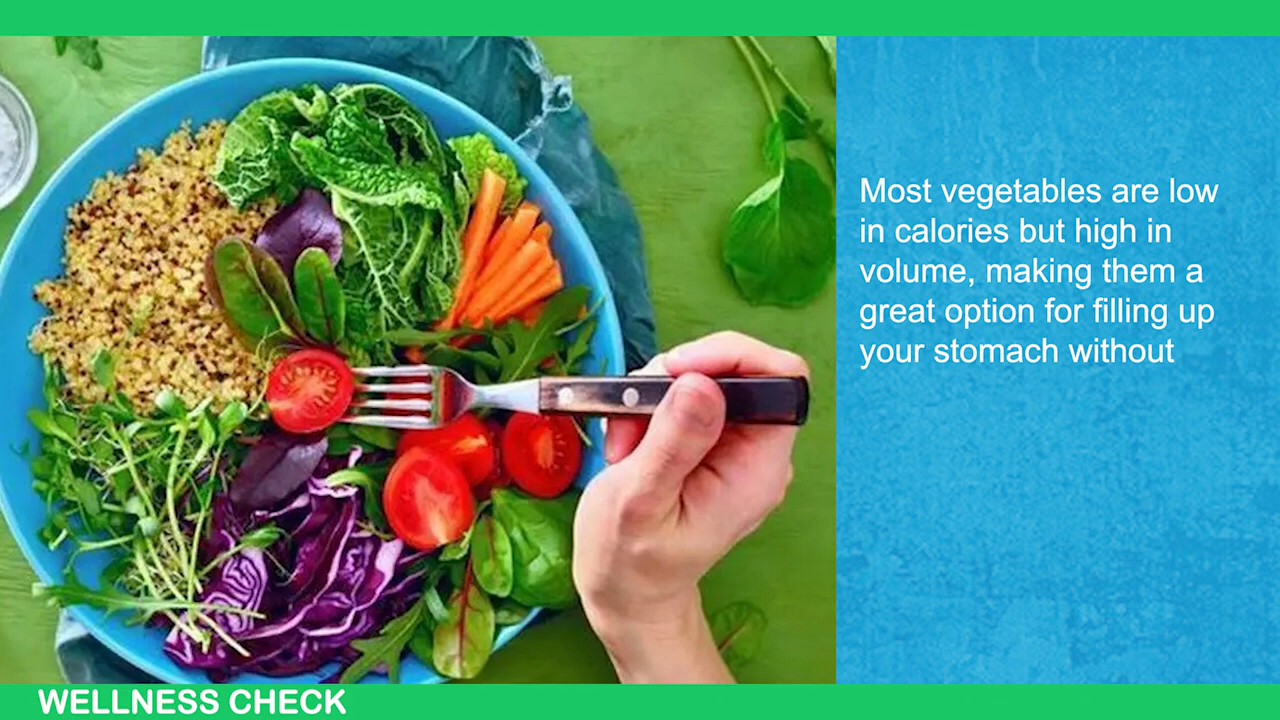 Most vegetables are low
in calories but high in
volume, making them a
great option for filling up
your stomach without
WELLNESS CHECK